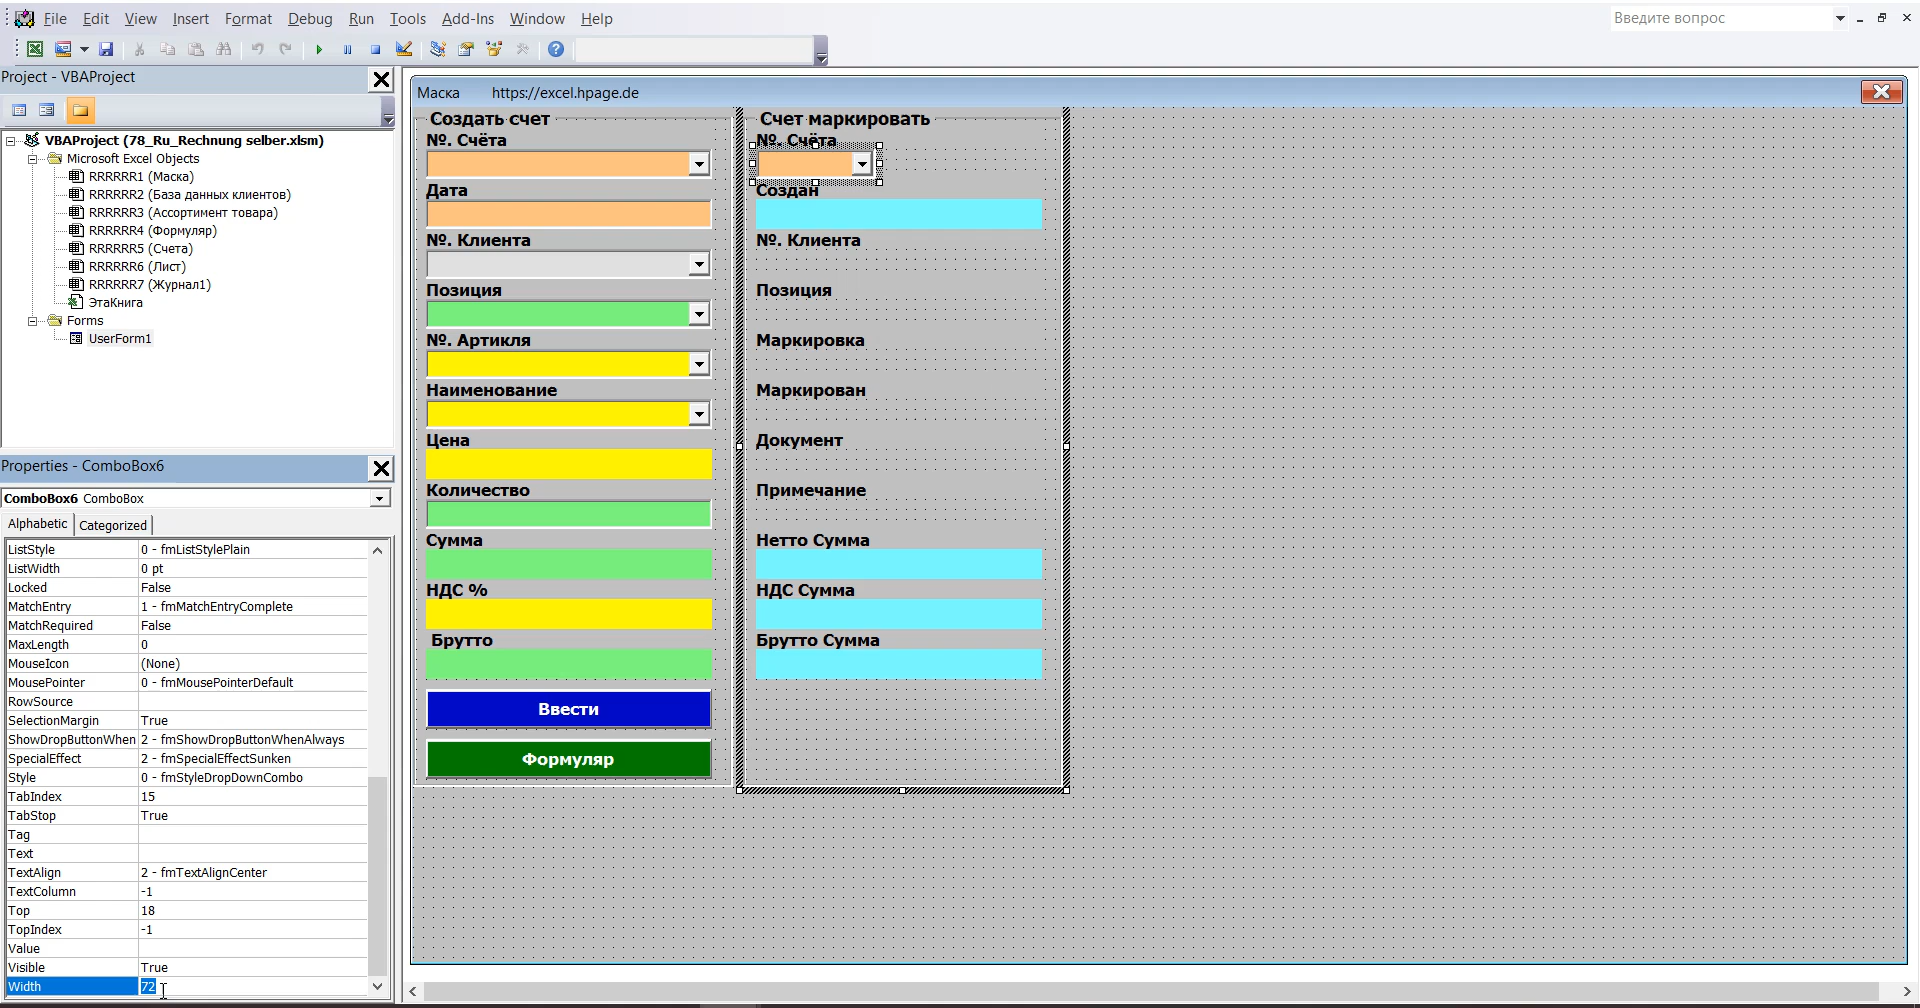 File Edit View Insert Format Debug Run Tools Add-Ins Window Help
Введите вопрос
Project - VBAProject
VBAProject (78_Ru_Rechnung selber.xlsm)
Microsoft Excel Objects
RRRRRR1 (Маска)
RRRRRR2 (База данных клиентов)
RRRRRR3 (Ассортимент товара)
RRRRRR4 (Формуляр)
RRRRRR5 (Счета)
RRRRRR6 (Лист)
RRRRRR7 (Журнал1)
ЭтаКнига
Forms
UserForm1
Properties - ComboBox6
ComboBox6 ComboBox
Alphabetic Categorized
ListStyle 0 - fmListStylePlain
ListWidth 0 pt
Locked False
MatchEntry 1 - fmMatchEntryComplete
MatchRequired False
MaxLength 0
MouseIcon (None)
MousePointer 0 - fmMousePointerDefault
RowSource
SelectionMargin True
ShowDropButtonWhen 2 - fmShowDropButtonWhenAlways
SpecialEffect 2 - fmSpecialEffectSunken
Style 0 - fmStyleDropDownCombo
TabIndex 15
TabStop True
Tag
Text
TextAlign 2 - fmTextAlignCenter
TextColumn -1
Top 18
TopIndex -1
Value
Visible True
Width 72
Маска https://excel.hpage.de
Создать счет
№. Счёта
Дата
№. Клиента
Позиция
№. Артикля
Наименование
Цена
Количество
Сумма
НДС %
Брутто
Ввести
Формуляр
Счет маркировать
№. Счёта
Создан
№. Клиента
Позиция
Маркировка
Маркирован
Документ
Примечание
Нетто Сумма
НДС Сумма
Брутто Сумма